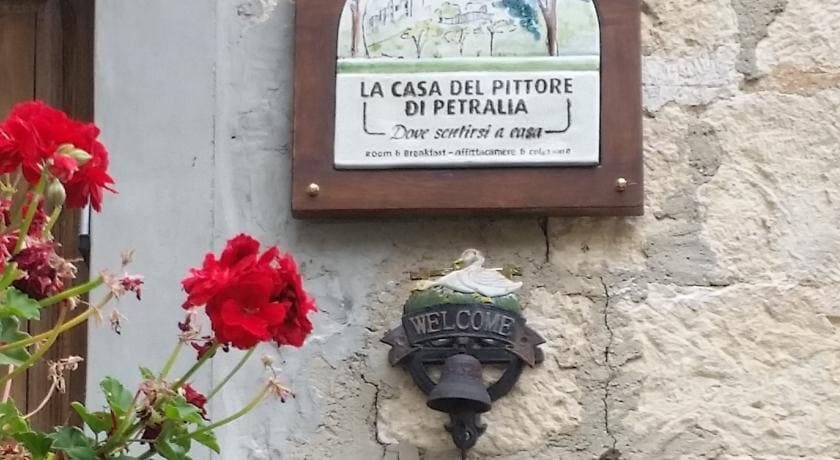 LA CASA DEL PITTORE
DI PETRALIA
Dove sentirsi a casa
ROOM & Breakfast - affittacamere & colazione
WELCOME